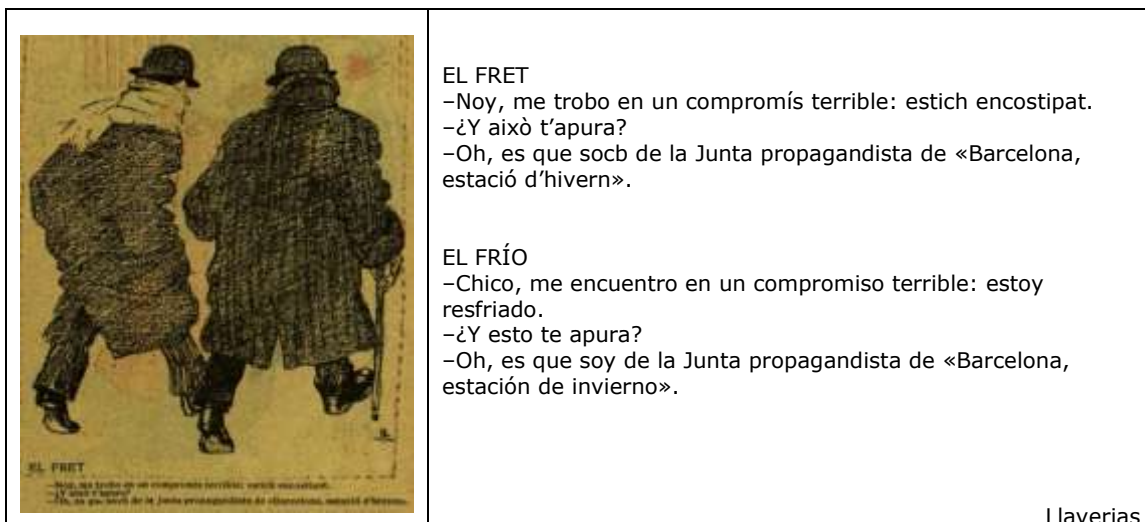 EL FRET
–Noy, me trobo en un compromís terrible: estich encostipat.
–¿Y això t’apura?
–Oh, es que socb de la Junta propagandista de «Barcelona,
estació d’hivern».
EL FRÍO
–Chico, me encuentro en un compromiso terrible: estoy
resfriado.
–¿Y esto te apura?
–Oh, es que soy de la Junta propagandista de «Barcelona,
estación de invierno».
EL FRET
Llaverias